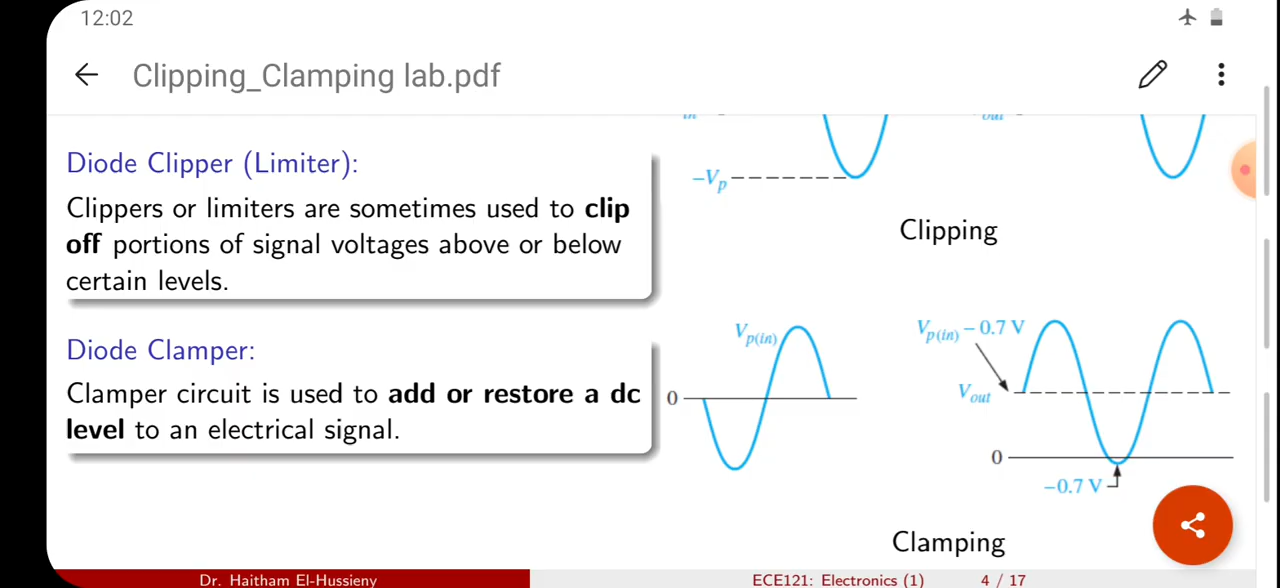 12:02
Clipping_Clamping lab.pdf
Diode Clipper (Limiter):
Clippers or limiters are sometimes used to clip
off portions of signal voltages above or below
certain levels.
Diode Clamper:
Clamper circuit is used to add or restore a dc
level to an electrical signal.
in
out
–Vp
Clipping
Vp(in)
0
Vp(in) – 0.7 V
Vout
0
–0.7 V
Clamping
Dr. Haitham El-Hussieny
ECE121: Electronics (1)
4 / 17